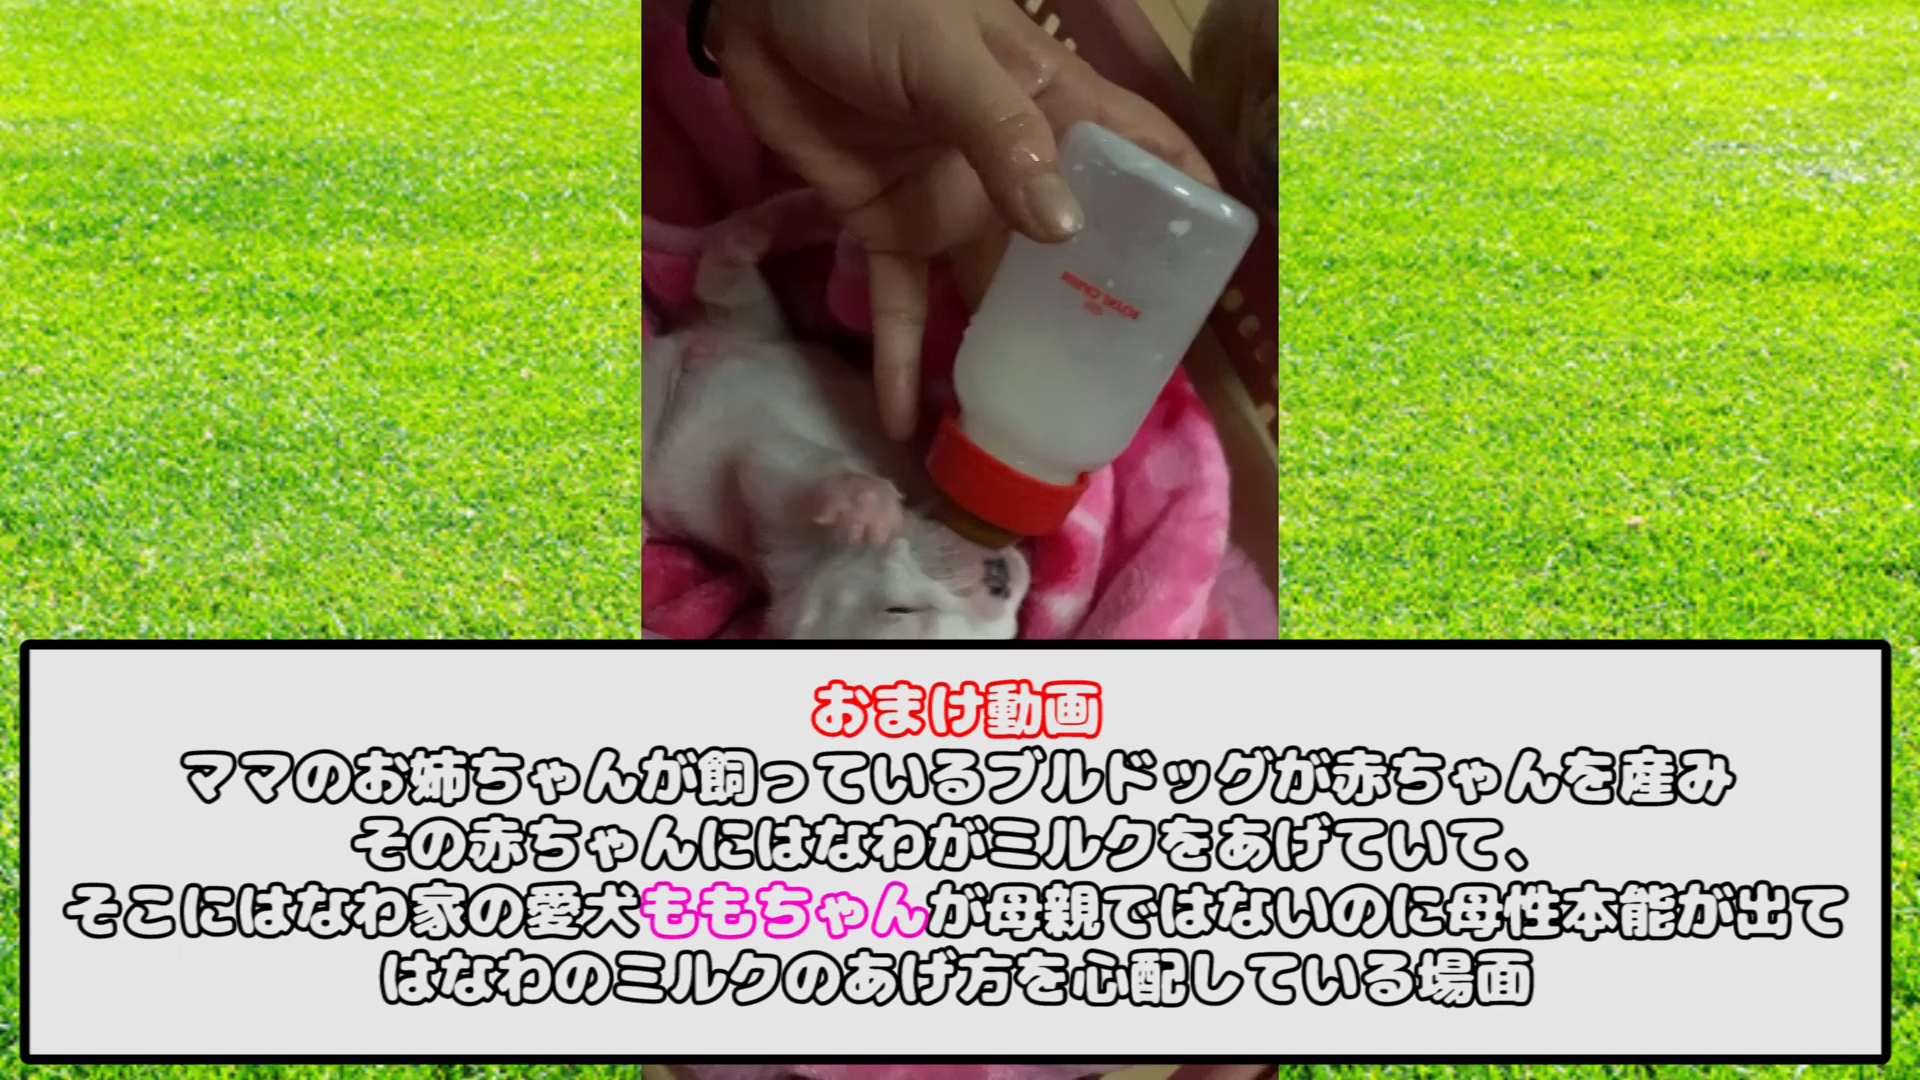 ROYAL CANIN
おまけ動画
ママのお姉ちゃんが飼っているブルドッグが赤ちゃんを産み
その赤ちゃんにはなわがミルクをあげていて、
そこにはなわ家の愛犬ももちゃんが母親ではないのに母性本能が出て
はなわのミルクのあげ方を心配している場面